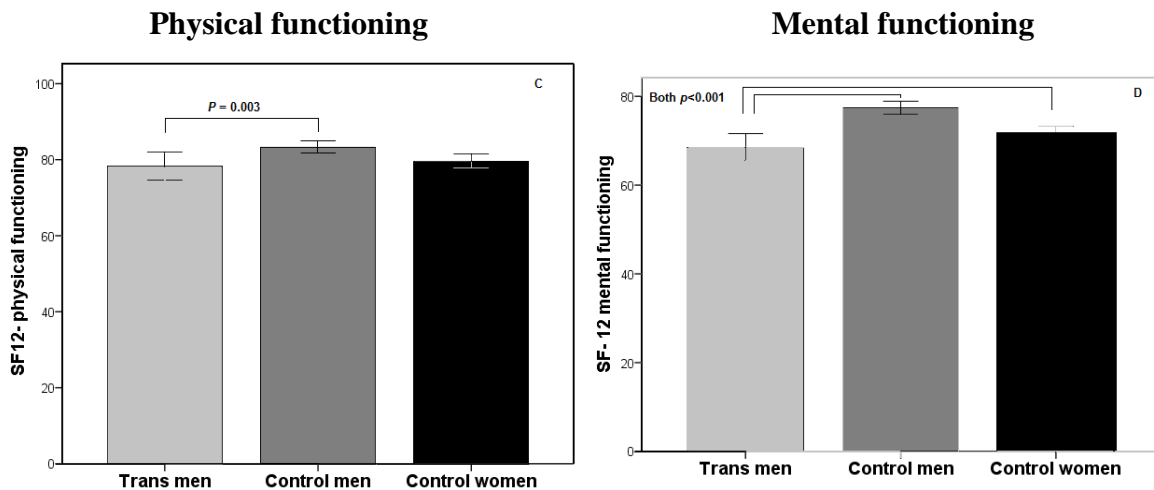 Physical functioning
Mental functioning
C
P = 0.003
100
80
60
40
20
0
SF12- physical functioning
Trans men
Control men
Control women
D
Both p<0.001
80
60
40
20
0
SF- 12 mental functioning
Trans men
Control men
Control women